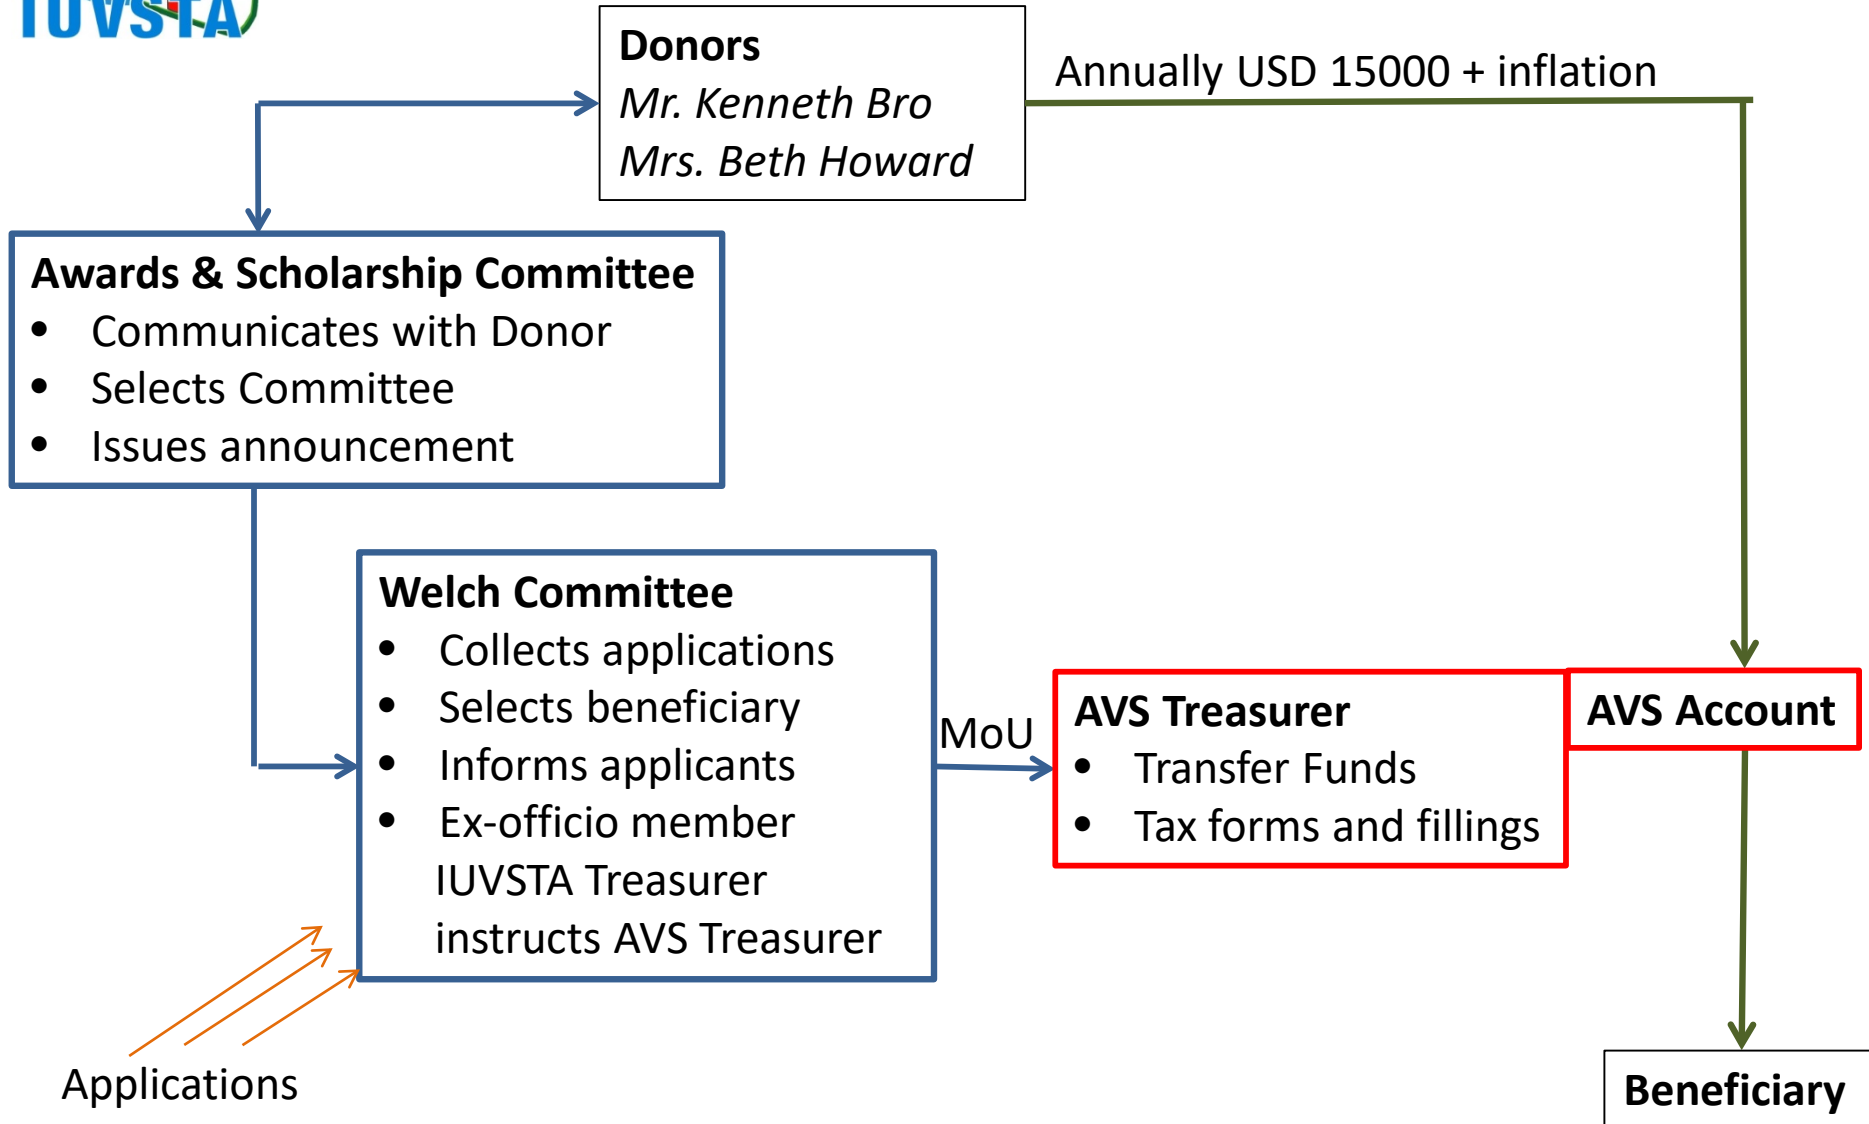 IUVSTA
Donors
Mr. Kenneth Bro
Mrs. Beth Howard
Annually USD 15000 + inflation
Awards & Scholarship Committee
• Communicates with Donor
• Selects Committee
• Issues announcement
Welch Committee
• Collects applications
• Selects beneficiary
• Informs applicants
• Ex-officio member
IUVSTA Treasurer
instructs AVS Treasurer
MoU
AVS Treasurer
• Transfer Funds
• Tax forms and fillings
AVS Account
Applications
Beneficiary